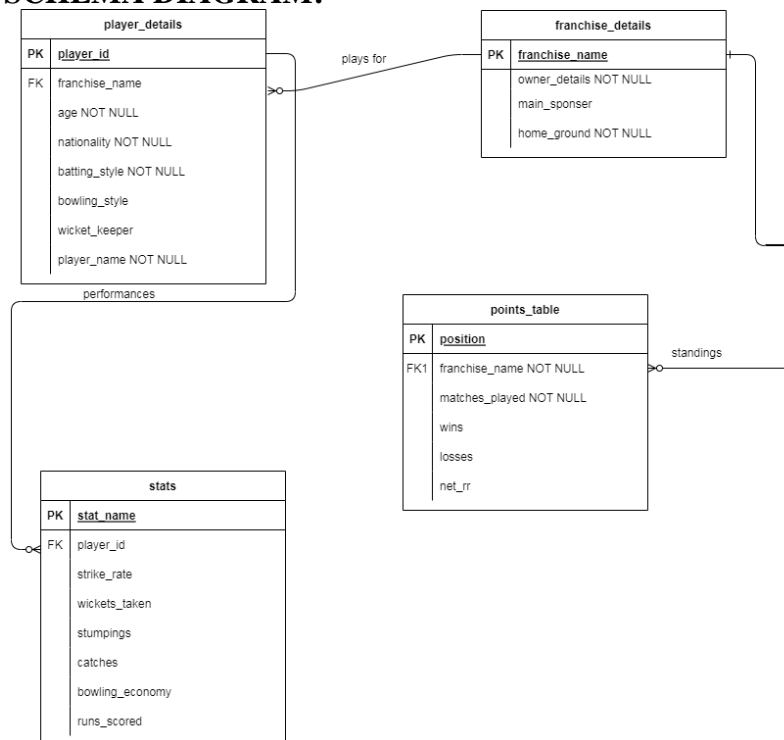 SCHEMA DIAGRAM:
player_details
PK player_id
FK franchise_name
age NOT NULL
nationality NOT NULL
batting_style NOT NULL
bowling_style
wicket_keeper
player_name NOT NULL
plays for
franchise_details
PK franchise_name
owner_details NOT NULL
main_sponser
home_ground NOT NULL
performances
points_table
PK position
FK1 franchise_name NOT NULL
matches_played NOT NULL
wins
losses
net_rr
standings
stats
PK stat_name
FK player_id
strike_rate
wickets_taken
stumpings
catches
bowling_economy
runs_scored